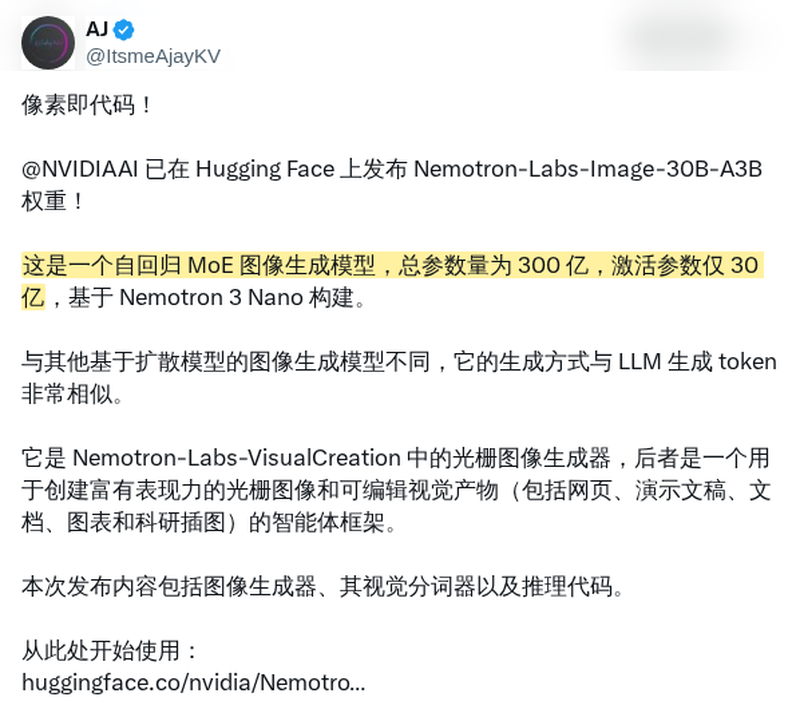 AJ
@ItsmeAjayKV
像素即代码！
@NVIDIAAI 已在 Hugging Face 上发布 Nemotron-Labs-Image-30B-A3B
权重！
这是一个自回归 MoE 图像生成模型，总参数量为 300 亿，激活参数仅 30
亿，基于 Nemotron 3 Nano 构建。
与其他基于扩散模型的图像生成模型不同，它的生成方式与 LLM 生成 token
非常相似。
它是 Nemotron-Labs-VisualCreation 中的光栅图像生成器，后者是一个用
于创建富有表现力的光栅图像和可编辑视觉产物（包括网页、演示文稿、文
档、图表和科研插图）的智能体框架。
本次发布内容包括图像生成器、其视觉分词器以及推理代码。
从此处开始使用：
huggingface.co/nvidia/Nemotro...